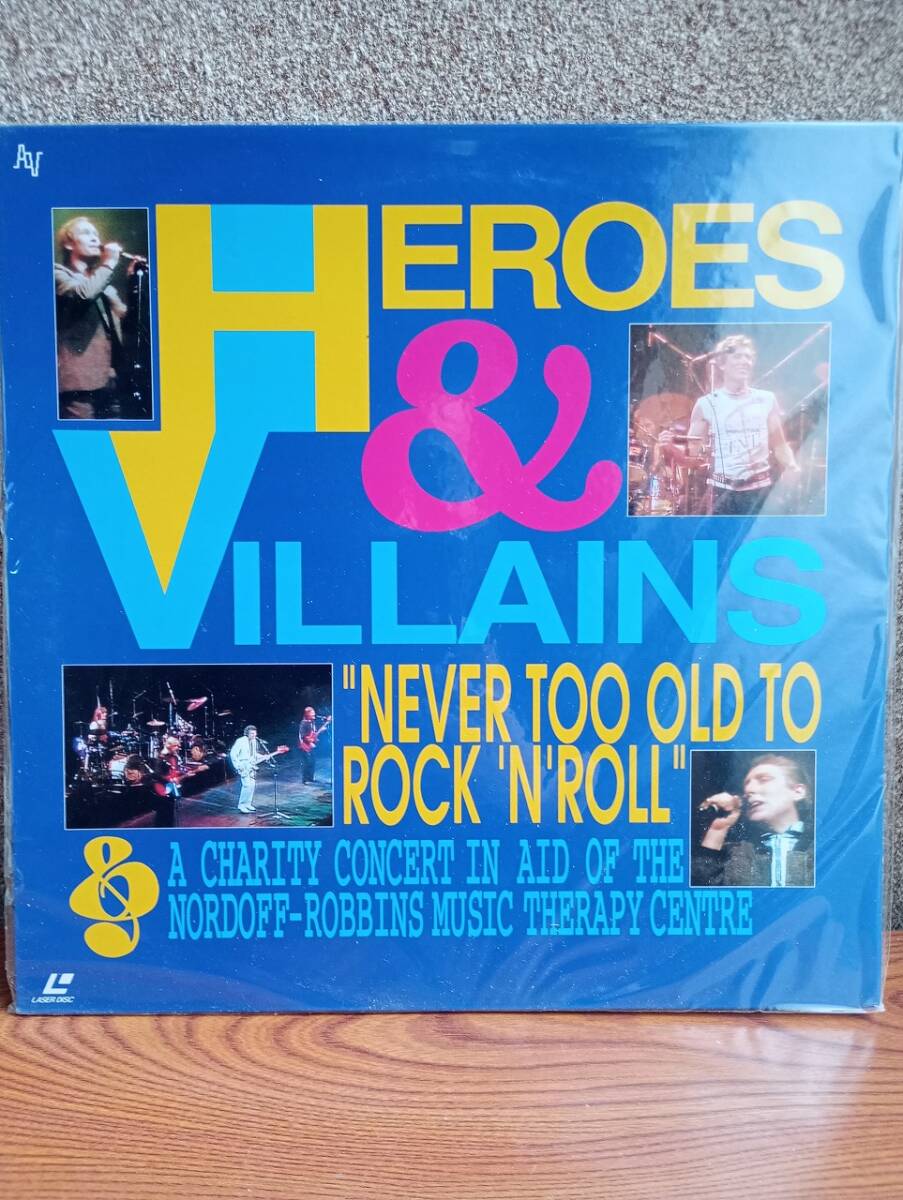 AV
HEROES
&
VILLAINS
"NEVER TOO OLD TO
ROCK 'N' ROLL"
A CHARITY CONCERT IN AID OF THE
NORDOFF-ROBBINS MUSIC THERAPY CENTRE
LASER DISC